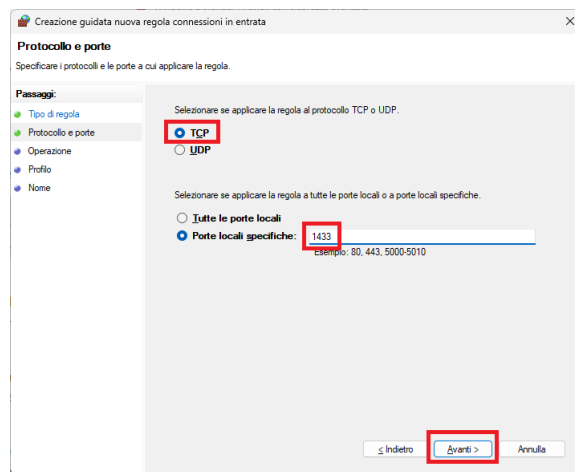 Creazione guidata nuova regola connessioni in entrata
Protocollo e porte
Specificare i protocolli e le porte a cui applicare la regola.
Passaggi:
Tipo di regola
Protocollo e porte
Operazione
Profilo
Nome
Selezionare se applicare la regola al protocollo TCP o UDP.
TCP
UDP
Selezionare se applicare la regola a tutte le porte locali o a porte locali specifiche.
Tutte le porte locali
Porte locali specifiche: 1433
Esempio: 80, 443, 5000-5010
< Indietro Avanti > Annulla